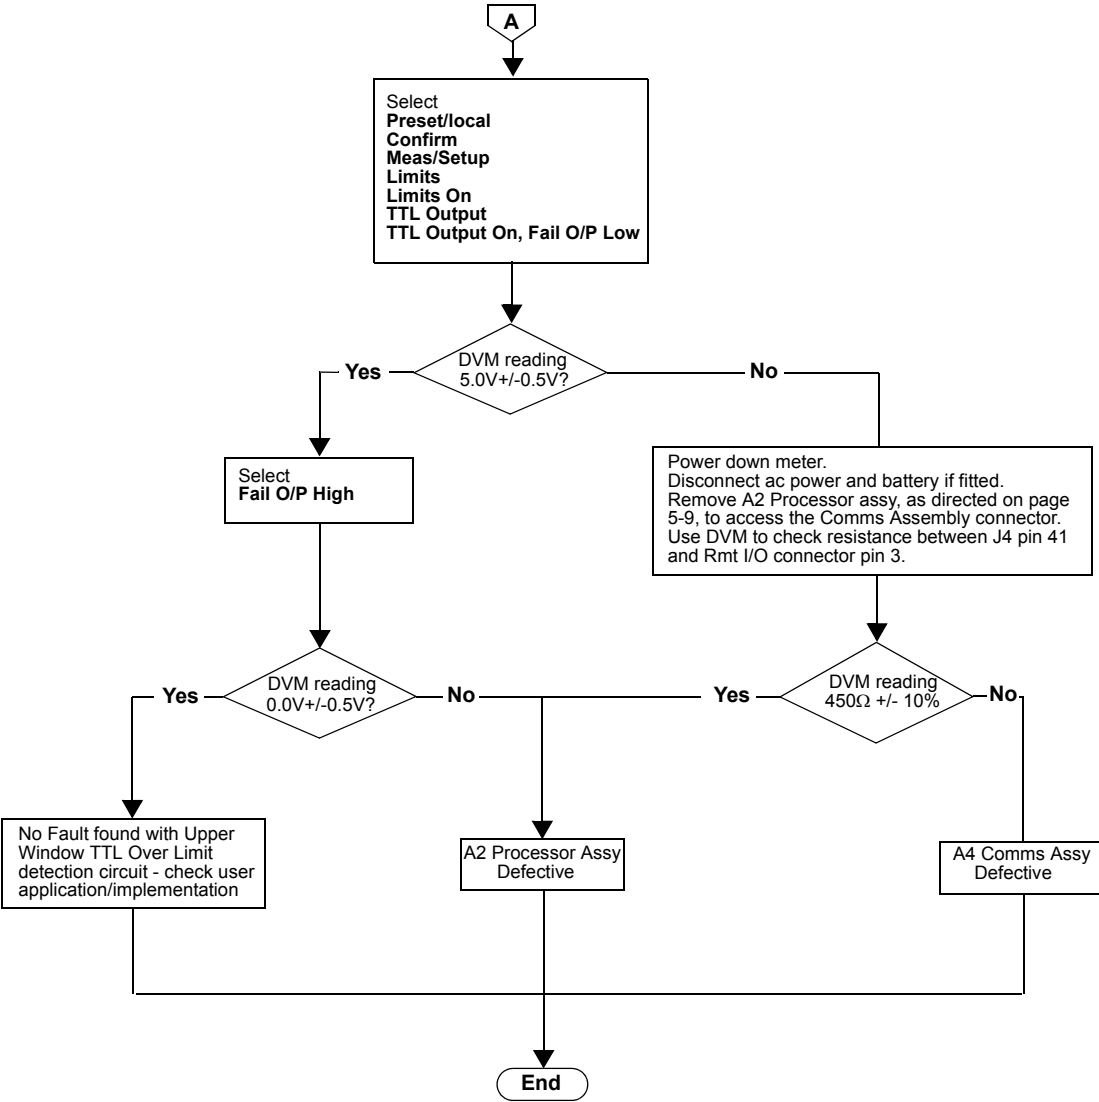 A
Select
Preset/local
Confirm
Meas/Setup
Limits
Limits On
TTL Output
TTL Output On, Fail O/P Low
DVM reading
5.0V+/-0.5V?
Yes
No
Select
Fail O/P High
Power down meter.
Disconnect ac power and battery if fitted.
Remove A2 Processor assy, as directed on page
5-9, to access the Comms Assembly connector.
Use DVM to check resistance between J4 pin 41
and Rmt I/O connector pin 3.
DVM reading
0.0V+/-0.5V?
Yes
No
DVM reading
450Ω +/- 10%
Yes
No
No Fault found with Upper
Window TTL Over Limit
detection circuit - check user
application/implementation
A2 Processor Assy
Defective
A4 Comms Assy
Defective
End